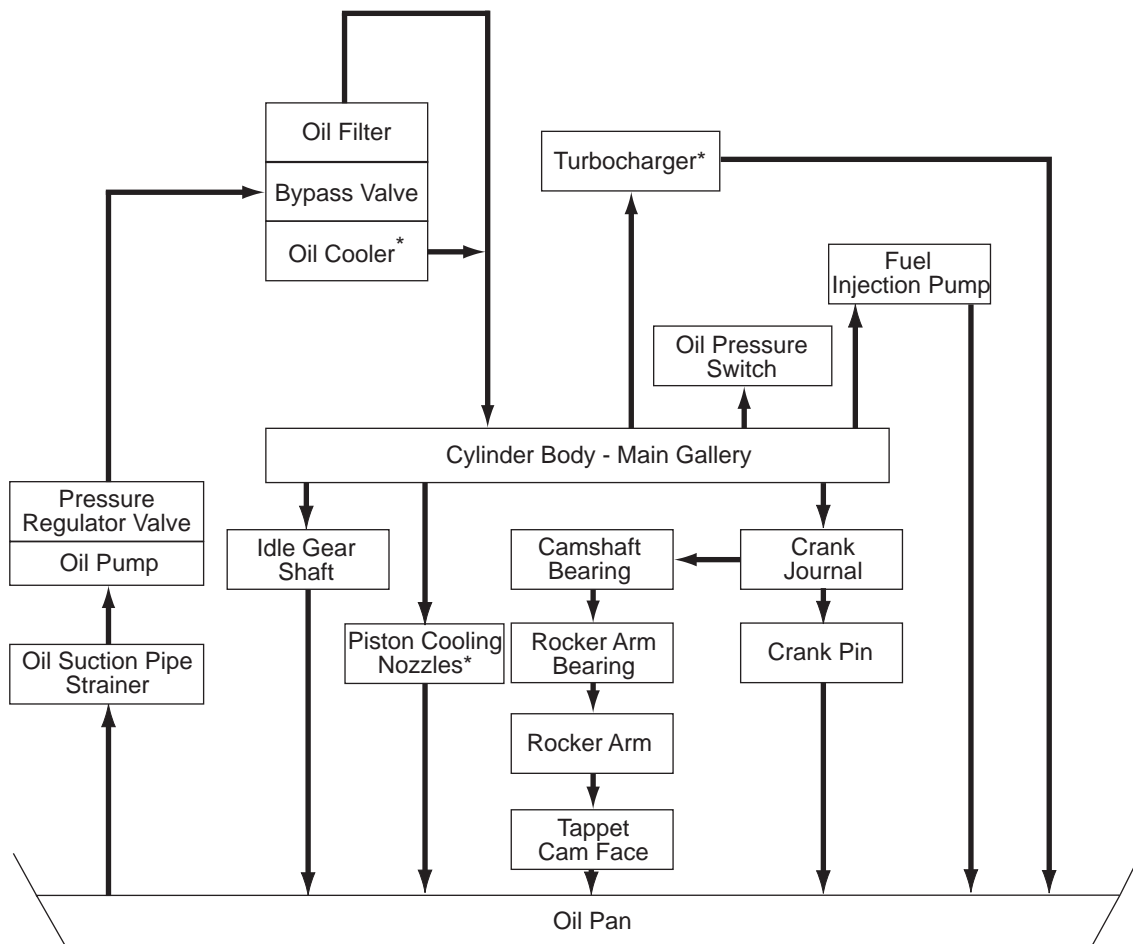 Oil Filter
Bypass Valve
Oil Cooler*
Turbocharger*
Fuel
Injection Pump
Oil Pressure
Switch
Cylinder Body - Main Gallery
Pressure
Regulator Valve
Oil Pump
Idle Gear
Shaft
Camshaft
Bearing
Crank
Journal
Oil Suction Pipe
Strainer
Piston Cooling
Nozzles*
Rocker Arm
Bearing
Crank Pin
Rocker Arm
Tappet
Cam Face
Oil Pan